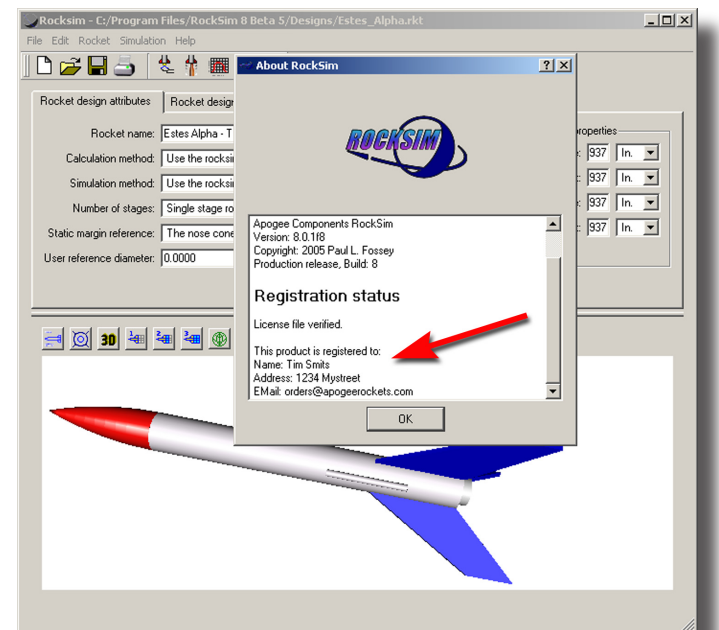 Rocksim - C:/Program Files/RockSim 8 Beta 5/Designs/Estes_Alpha.rkt
File Edit Rocket Simulation Help
About RockSim
Rocket design attributes
Rocket design
Rocket name: Estes Alpha - T
Calculation method: Use the rocksi
Simulation method: Use the rocksi
Number of stages: Single stage ro
Static margin reference: The nose cone
User reference diameter: 0.0000
properties
937 In.
937 In.
937 In.
937 In.
ROCKSIM
Apogee Components RockSim
Version: 8.0.1f8
Copyright: 2005 Paul L. Fossey
Production release, Build: 8
Registration status
License file verified.
This product is registered to:
Name: Tim Smits
Address: 1234 Mystreet
EMail: orders@apogeerockets.com
OK
3D